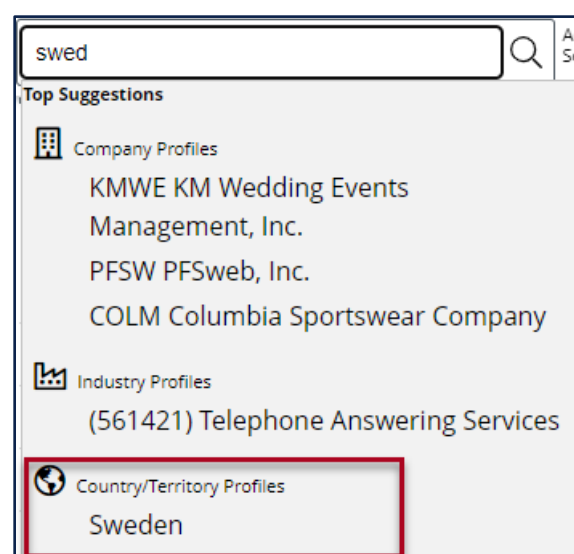 swed
Top Suggestions
Company Profiles
KMWE KM Wedding Events
Management, Inc.
PFSW PFSweb, Inc.
COLM Columbia Sportswear Company
Industry Profiles
(561421) Telephone Answering Services
Country/Territory Profiles
Sweden